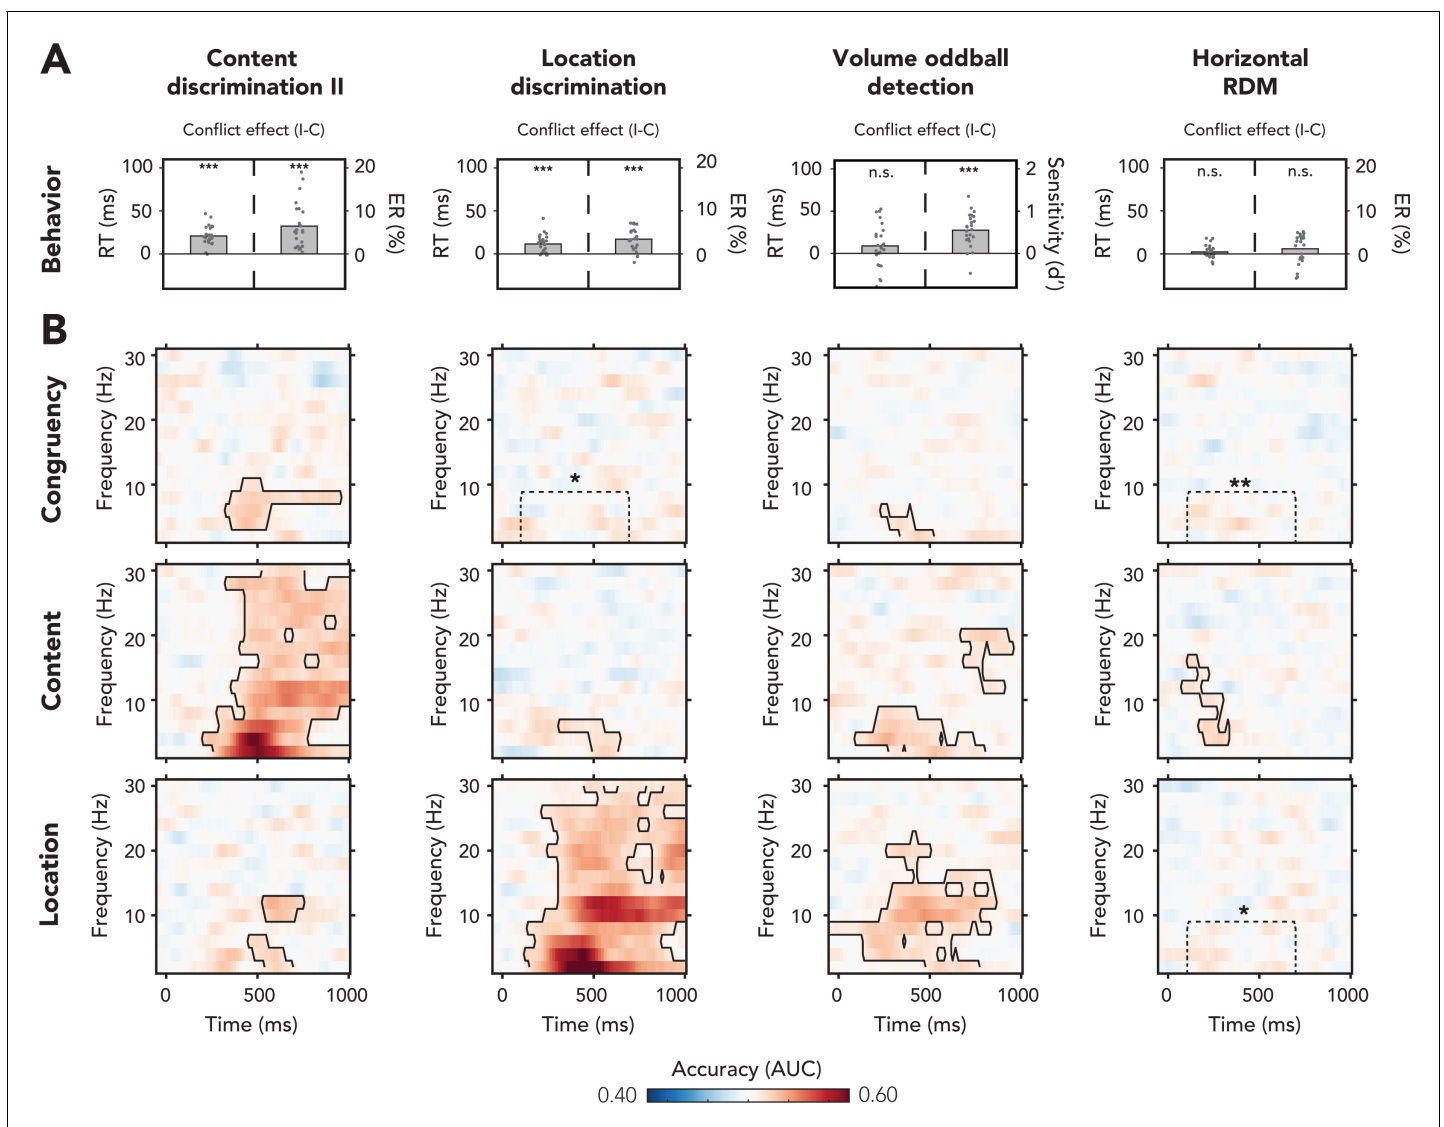 A
Content
discrimination II
Location
discrimination
Volume oddball
detection
Horizontal
RDM
Conflict effect (I-C)
Conflict effect (I-C)
Conflict effect (I-C)
Conflict effect (I-C)
Behavior
RT (ms)
100
50
0
***
***
20
10
0
ER (%)
RT (ms)
100
50
0
***
***
20
10
0
ER (%)
RT (ms)
100
50
0
n.s.
***
2
1
0
Sensitivity (d')
RT (ms)
100
50
0
n.s.
n.s.
20
10
0
ER (%)
B
Congruency
Frequency (Hz)
30
20
10
Frequency (Hz)
30
20
10
*
Frequency (Hz)
30
20
10
Frequency (Hz)
30
20
10
**
Content
Frequency (Hz)
30
20
10
Frequency (Hz)
30
20
10
Frequency (Hz)
30
20
10
Frequency (Hz)
30
20
10
Location
Frequency (Hz)
30
20
10
Frequency (Hz)
30
20
10
Frequency (Hz)
30
20
10
Frequency (Hz)
30
20
10
*
0 500 1000
0 500 1000
0 500 1000
0 500 1000
Time (ms)
Time (ms)
Time (ms)
Time (ms)
Accuracy (AUC)
0.40
0.60